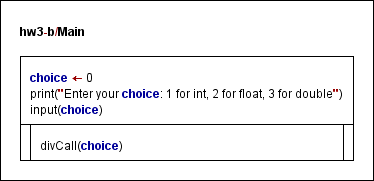 hw3-b/Main
choice ← 0
print("Enter your choice: 1 for int, 2 for float, 3 for double")
input(choice)
divCall(choice)